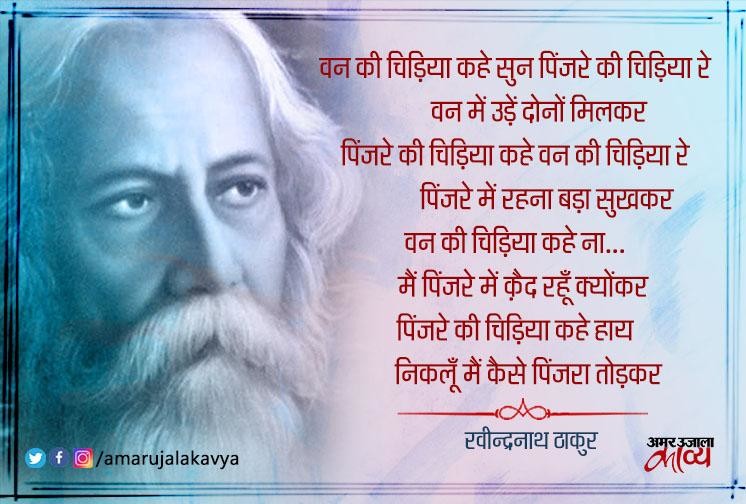 वन की चिड़िया कहे सुन पिंजरे की चिड़िया रे
वन में उड़ें दोनों मिलकर
पिंजरे की चिड़िया कहे वन की चिड़िया रे
पिंजरे में रहना बड़ा सुखकर
वन की चिड़िया कहे ना...
मैं पिंजरे में क़ैद रहूँ क्योंकर
पिंजरे की चिड़िया कहे हाय
निकलूँ मैं कैसे पिंजरा तोड़कर
रवीन्द्रनाथ ठाकुर
/amarujalakavya
अमर उजाला
काव्य